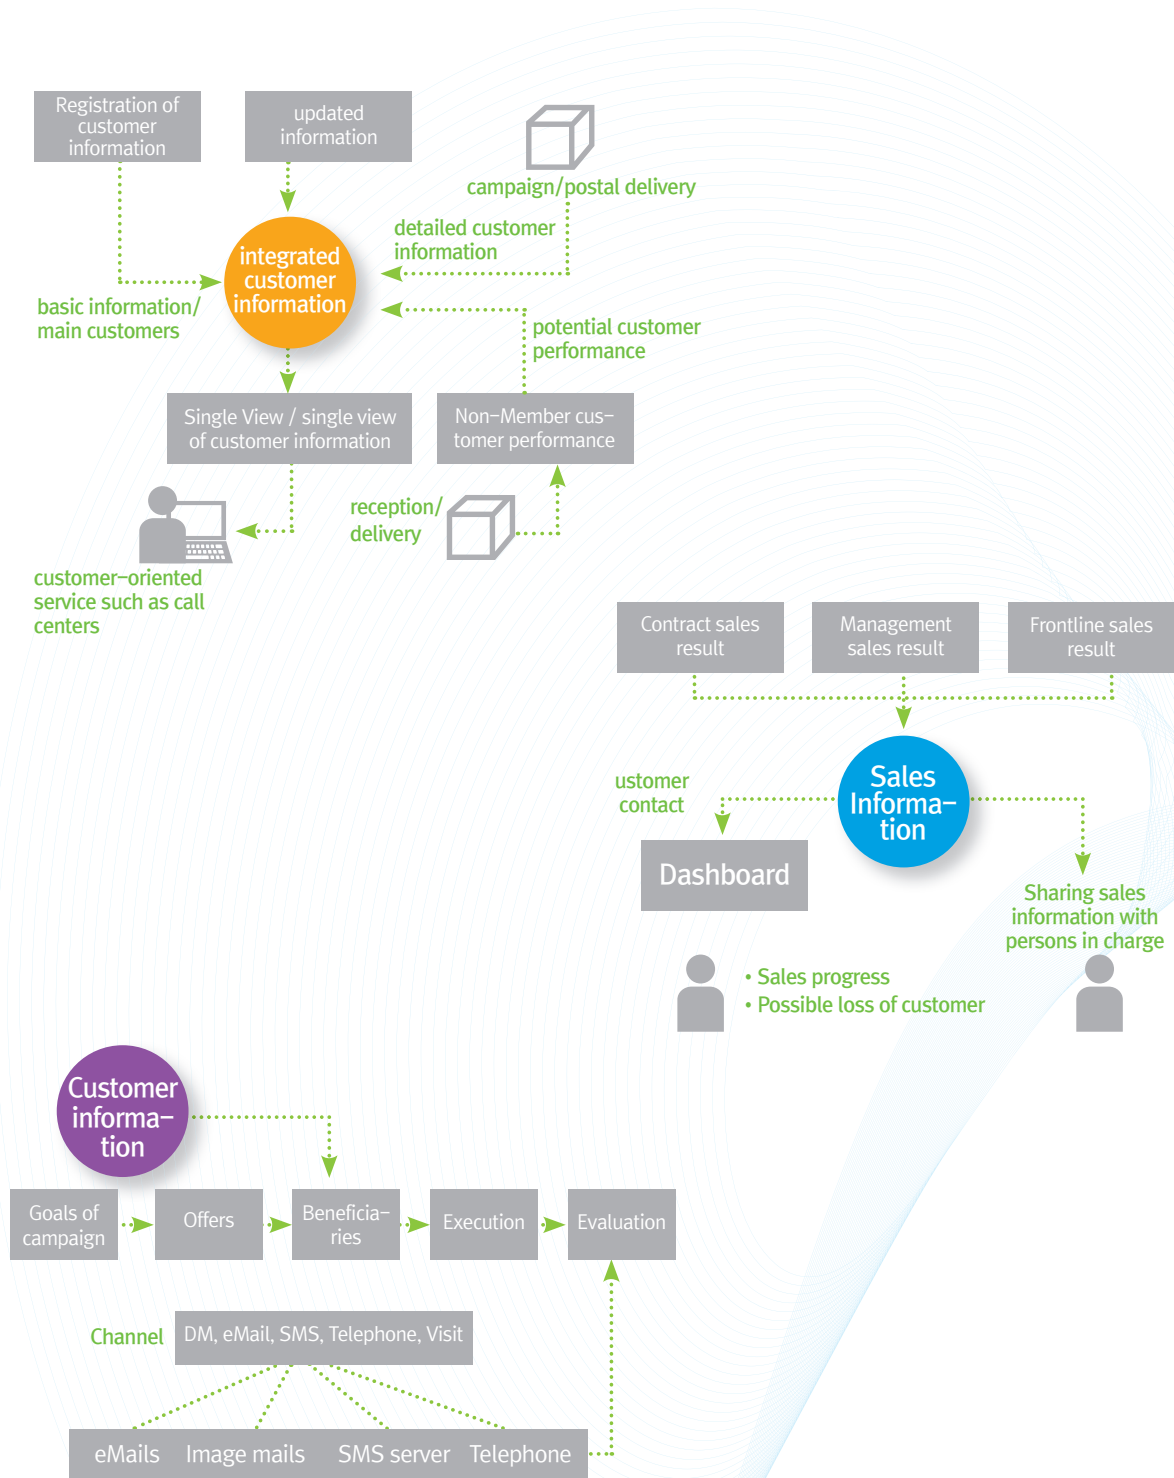 Registration of
customer
information
updated
information
campaign/postal delivery
detailed customer
information
integrated
customer
information
basic information/
main customers
potential customer
performance
Single View / single view
of customer information
Non-Member cus-
tomer performance
reception/
delivery
customer-oriented
service such as call
centers
Contract sales
result
Management
sales result
Frontline sales
result
Sales
Informa-
tion
ustomer
contact
Dashboard
Sharing sales
information with
persons in charge
• Sales progress
• Possible loss of customer
Customer
informa-
tion
Goals of
campaign
Offers
Beneficia-
ries
Execution
Evaluation
Channel
DM, eMail, SMS, Telephone, Visit
eMails
Image mails
SMS server
Telephone